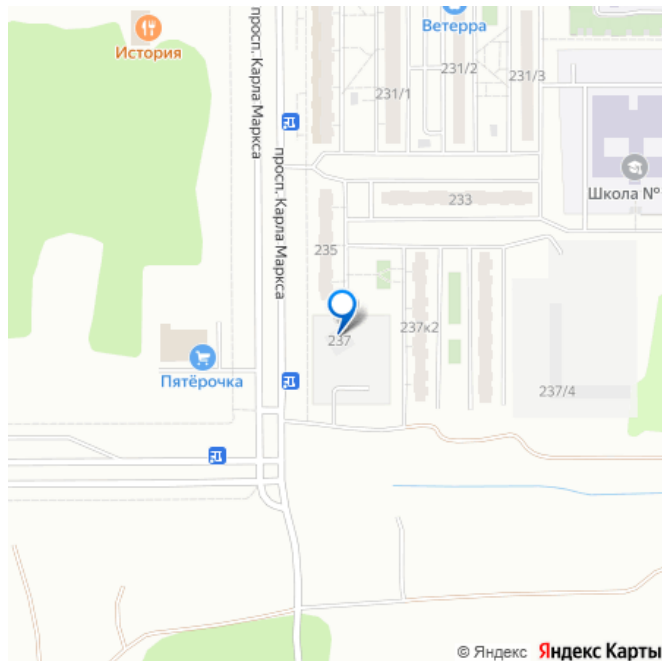 Ветерра
История
231/2
231/3
231/1
просп. Карла Маркса
просп. Карла Маркса
Школа №
233
235
237
237к2
Пятёрочка
237/4
© Яндекс Яндекс Карты